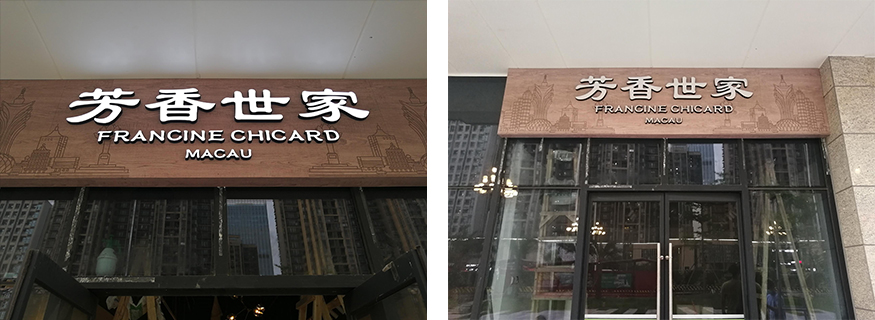 芳香世家
FRANCINE CHICARD
MACAU
芳香世家
FRANCINE CHICARD
MACAU